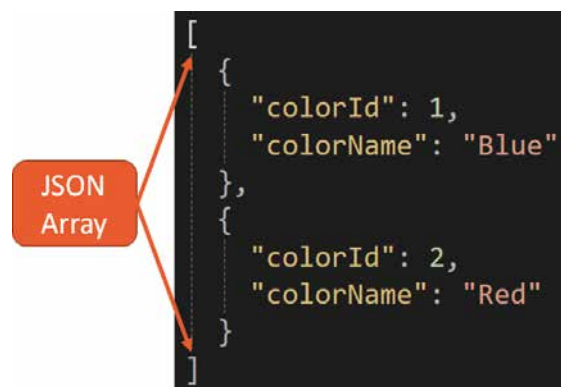 JSON
Array
[
{
"colorId": 1,
"colorName": "Blue"
},
{
"colorId": 2,
"colorName": "Red"
}
]